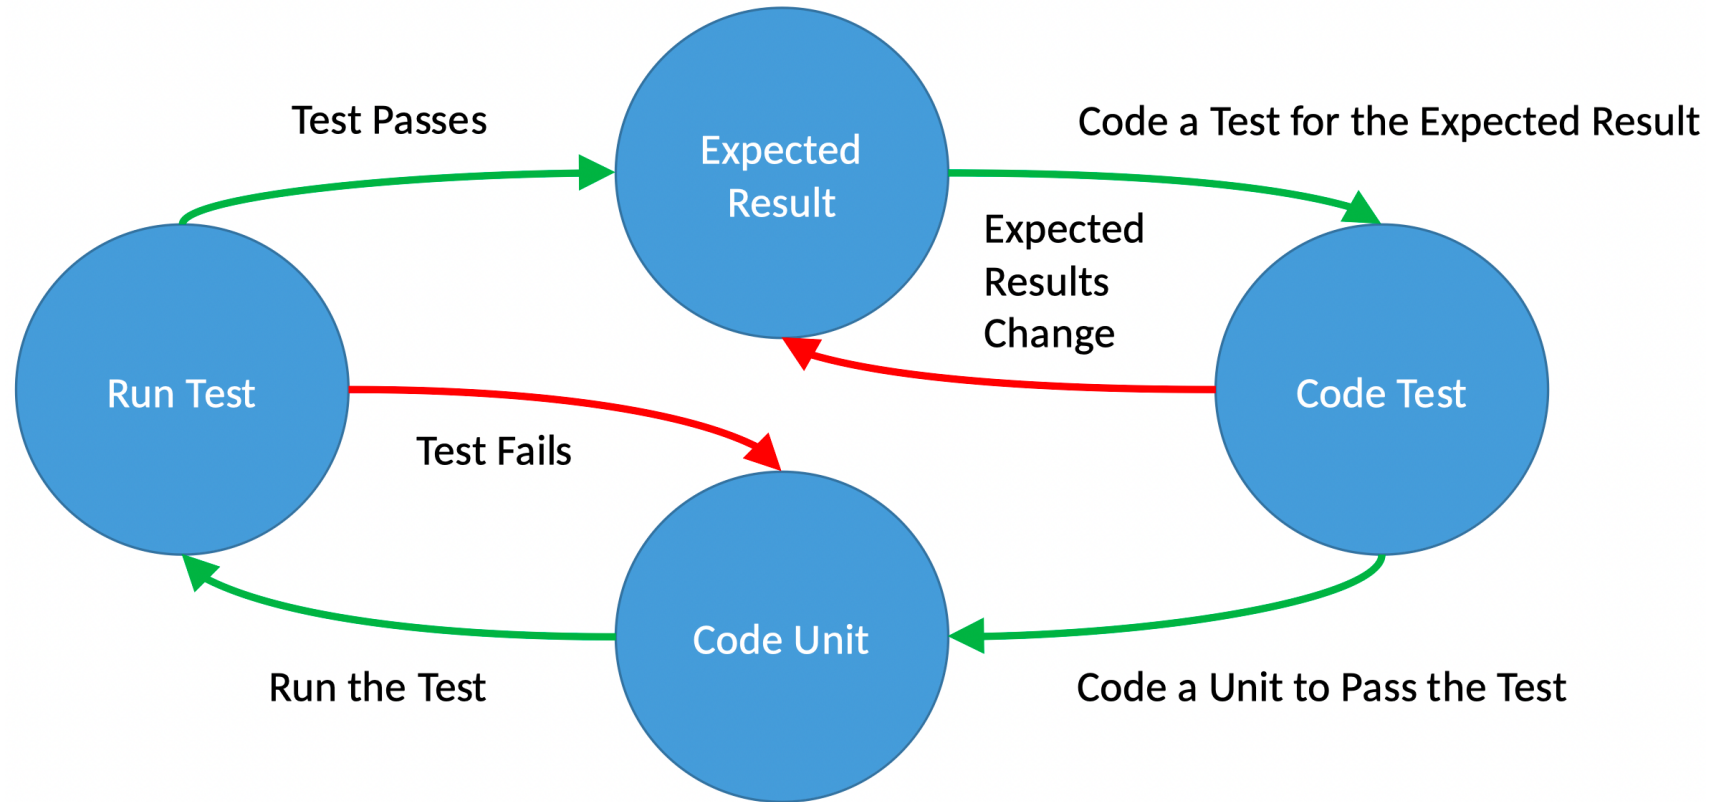 Test Passes
Expected
Result
Code a Test for the Expected Result
Expected
Results
Change
Run Test
Code Test
Test Fails
Code Unit
Run the Test
Code a Unit to Pass the Test